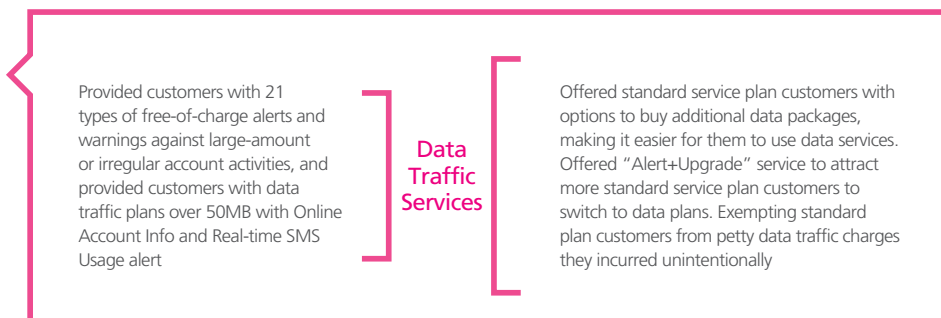 Provided customers with 21
types of free-of-charge alerts and
warnings against large-amount
or irregular account activities, and
provided customers with data
traffic plans over 50MB with Online
Account Info and Real-time SMS
Usage alert
Data
Traffic
Services
Offered standard service plan customers with
options to buy additional data packages,
making it easier for them to use data services.
Offered “Alert+Upgrade” service to attract
more standard service plan customers to
switch to data plans. Exempting standard
plan customers from petty data traffic charges
they incurred unintentionally